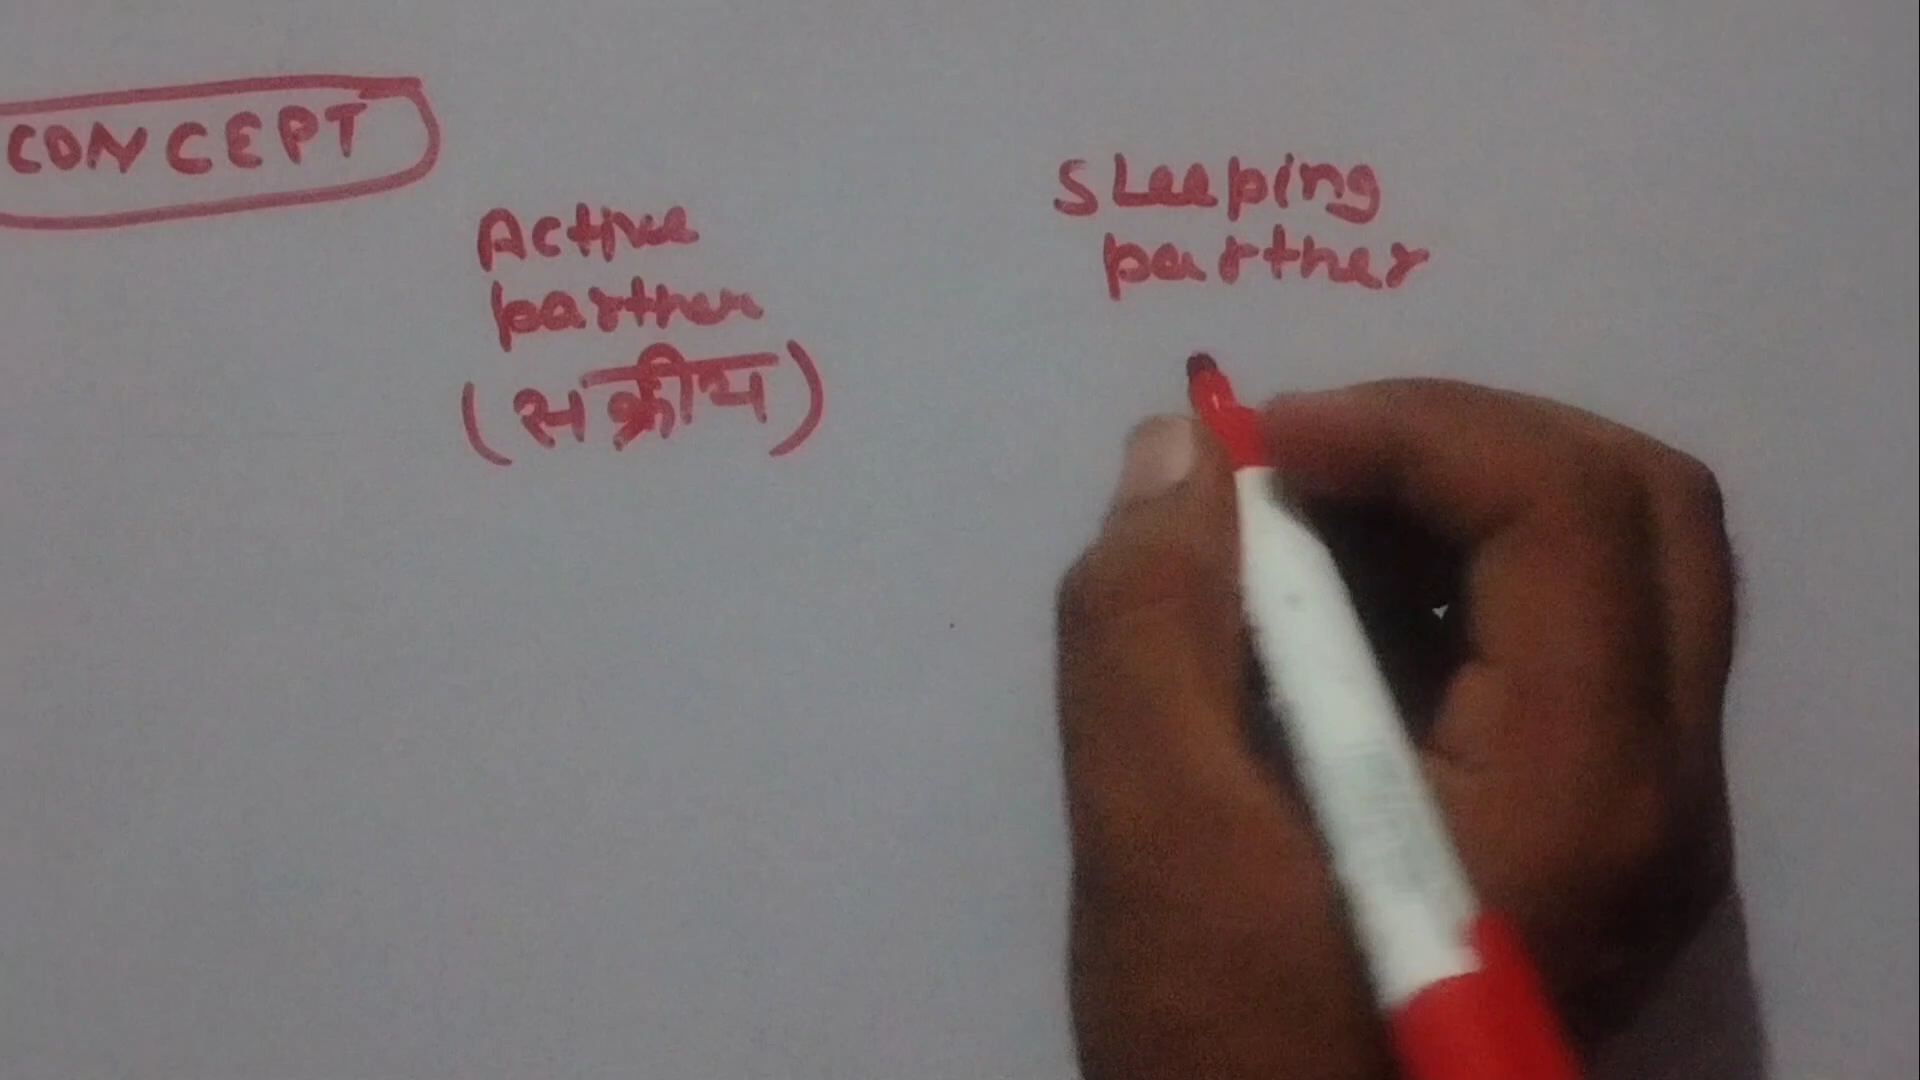 CONCEPT
Active
partner
(सक्रीय)
Sleeping
partner